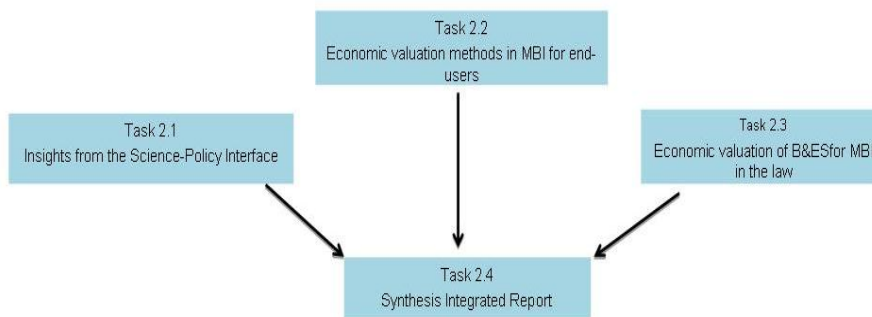 Task 2.2
Economic valuation methods in MBI for end-
users
Task 2.1
Insights from the Science-Policy Interface
Task 2.3
Economic valuation of B&ESfor MB
in the law
Task 2.4
Synthesis Integrated Report